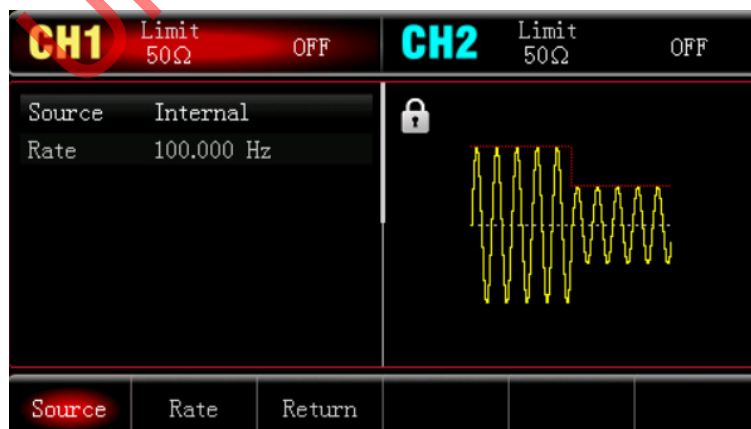 CH1 Limit 50Ω OFF CH2 Limit 50Ω OFF
Source Internal
Rate 100.000 Hz
Source Rate Return